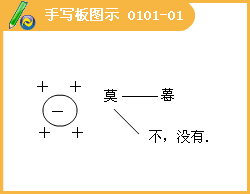 手写板图示 0101-01
莫 —— 暮
不，没有.